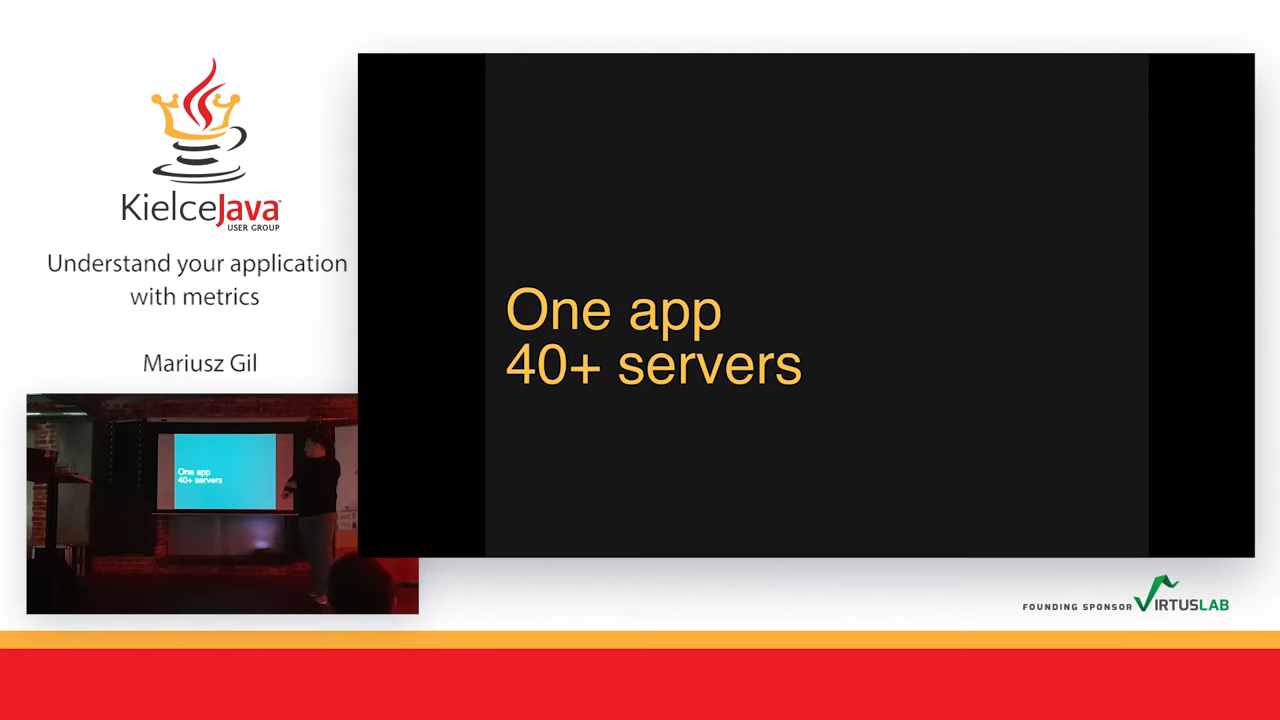 KielceJava
USER GROUP
Understand your application
with metrics
Mariusz Gil
One app
40+ servers
One app
40+ servers
FOUNDING SPONSOR VIRTUSLAB